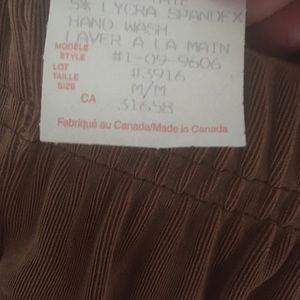 5% LYCRA SPANDEX
HAND WASH
LAVER A LA MAIN
MODÈLE
STYLE #1-09-9606
LOT #3916
TAILLE
SIZE M/M
CA 31658
Fabriqué au Canada/Made in Canada